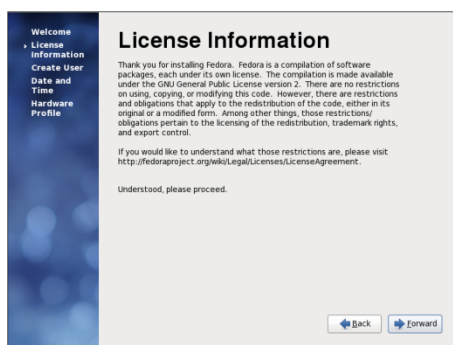 Welcome
License
Information
Create User
Date and
Time
Hardware
Profile
License Information
Thank you for installing Fedora. Fedora is a compilation of software
packages, each under its own license. The compilation is made available
under the GNU General Public License version 2. There are no restrictions
on using, copying, or modifying this code. However, there are restrictions
and obligations that apply to the redistribution of the code, either in its
original or a modified form. Among other things, those restrictions/
obligations pertain to the licensing of the redistribution, trademark rights,
and export control.
If you would like to understand what those restrictions are, please visit
http://fedoraproject.org/wiki/Legal/Licenses/LicenseAgreement.
Understood, please proceed.
Back
Forward